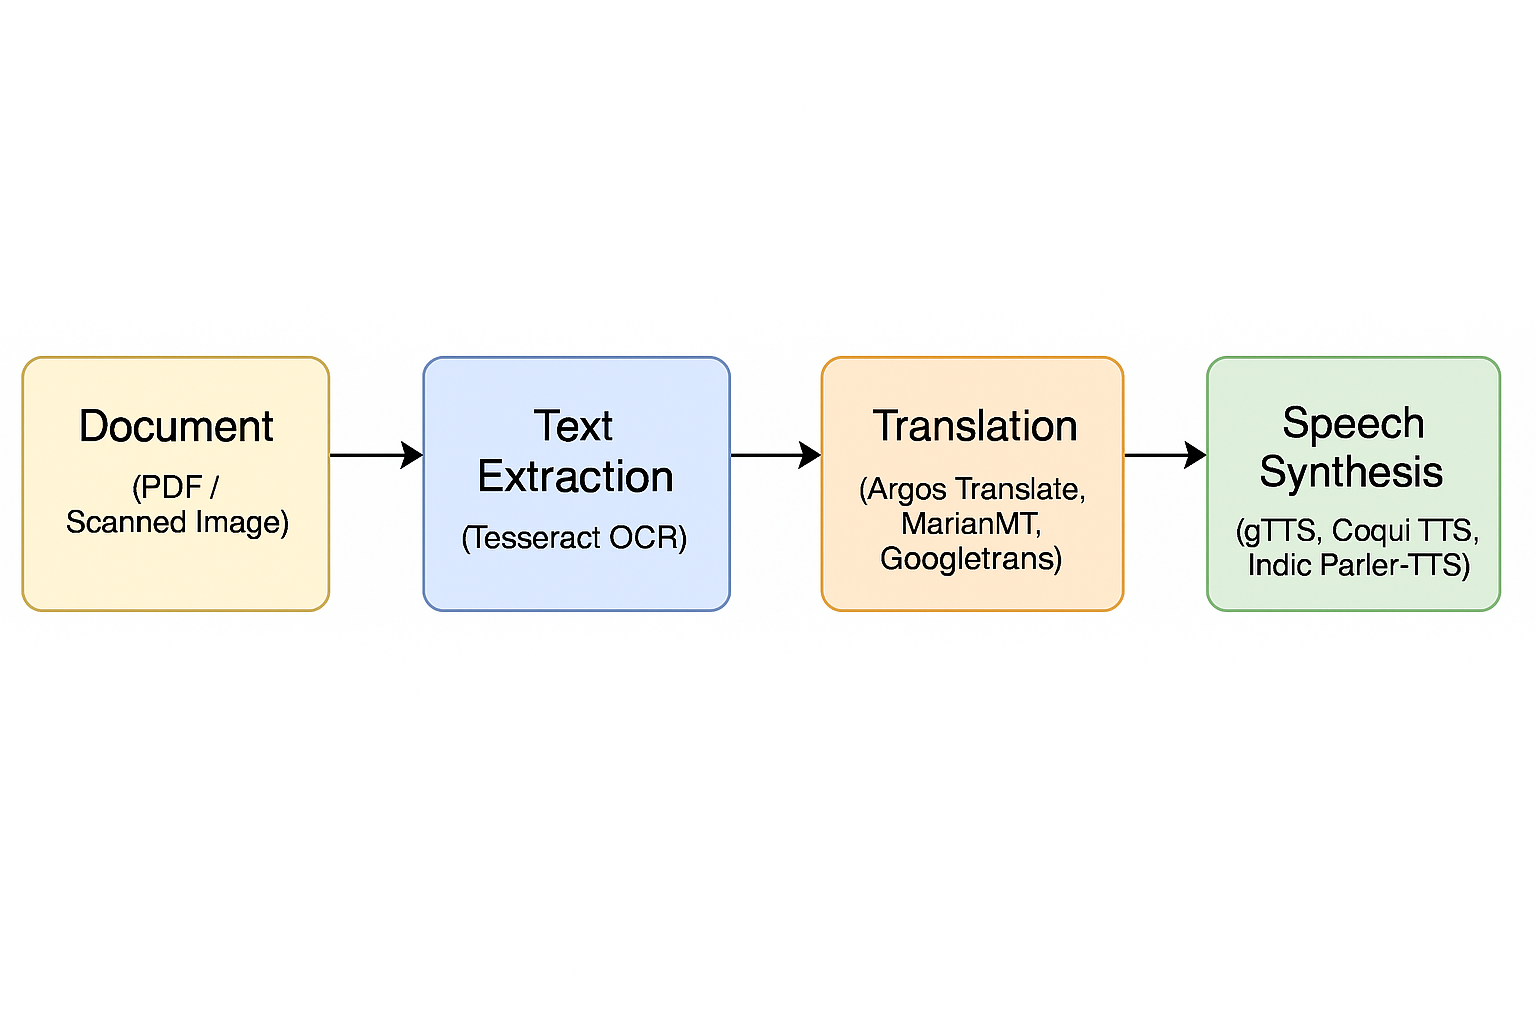 Document
(PDF /
Scanned Image)
Text
Extraction
(Tesseract OCR)
Translation
(Argos Translate,
MarianMT,
Googletrans)
Speech
Synthesis
(gTTS, Coqui TTS,
Indic Parler-TTS)